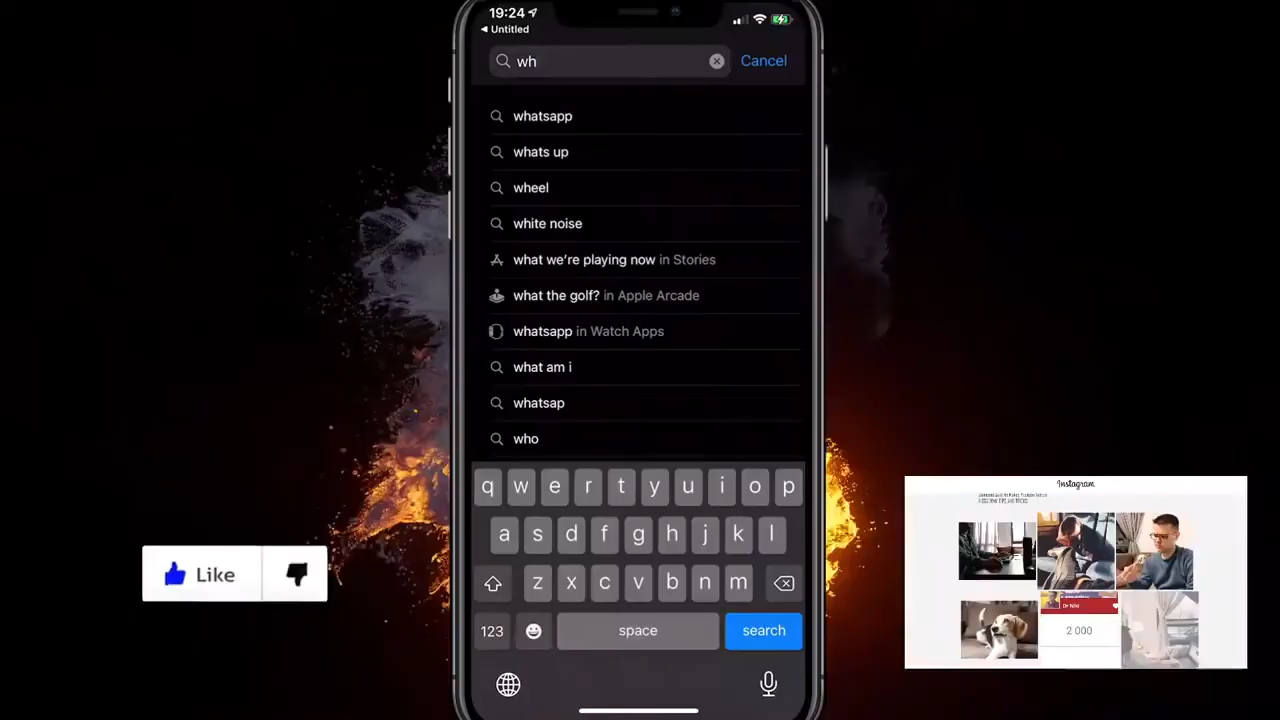 19:24
Untitled
wh
Cancel
whatsapp
whats up
wheel
white noise
what we're playing now in Stories
what the golf? in Apple Arcade
whatsapp in Watch Apps
what am i
whatsap
who
q w e r t y u i o p
a s d f g h j k l
z x c v b n m
123
space
search
Like
Instagram
Dr Nilo
2 000